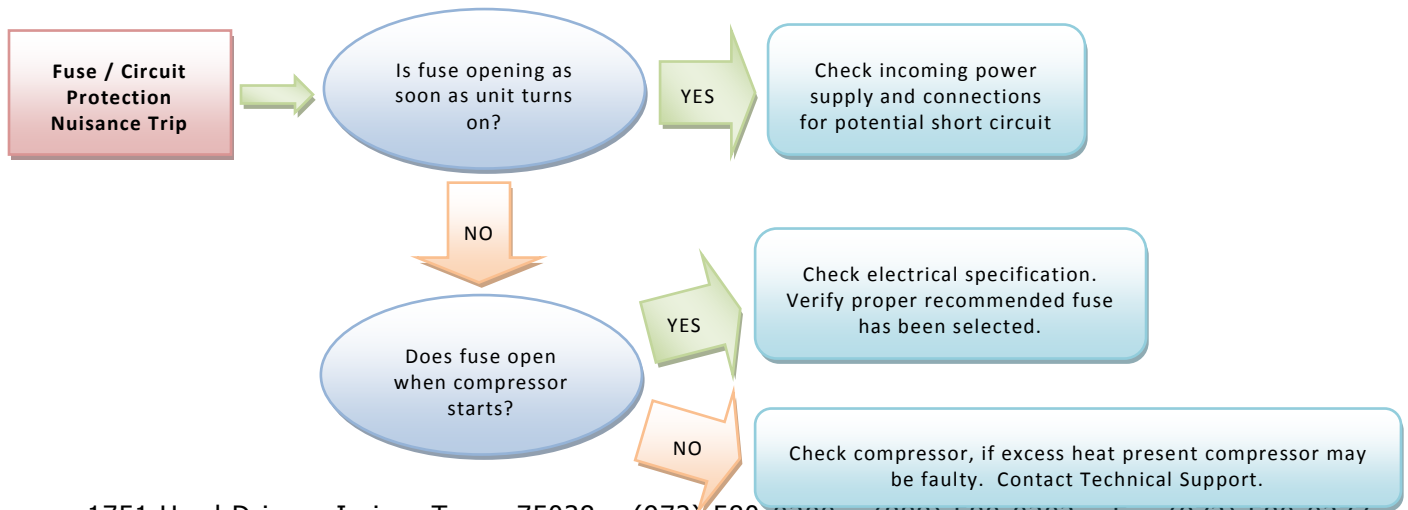 Fuse / Circuit
Protection
Nuisance Trip
Is fuse opening as
soon as unit turns
on?
YES
Check incoming power
supply and connections
for potential short circuit
NO
Does fuse open
when compressor
starts?
YES
Check electrical specification.
Verify proper recommended fuse
has been selected.
NO
Check compressor, if excess heat present compressor may
be faulty. Contact Technical Support.
75038 (972)